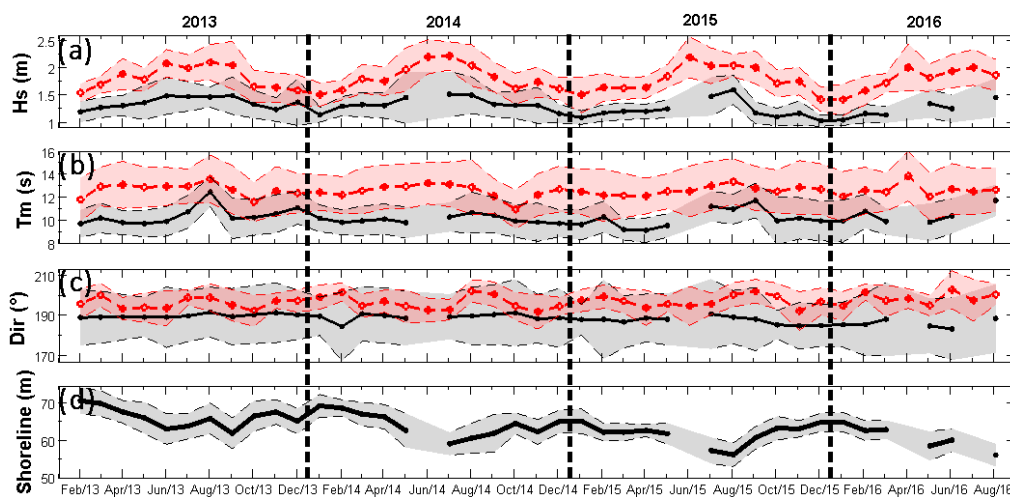 2013 2014 2015 2016
(a)
Hs (m)
2.5
2
1.5
1
(b)
Tm (s)
16
14
12
10
8
(c)
Dir (°)
210
190
170
(d)
Shoreline (m)
70
60
50
Feb/13 Apr/13 Jun/13 Aug/13 Oct/13 Dec/13 Feb/14 Apr/14 Jun/14 Aug/14 Oct/14 Dec/14 Feb/15 Apr/15 Jun/15 Aug/15 Oct/15 Dec/15 Feb/16 Apr/16 Jun/16 Aug/16